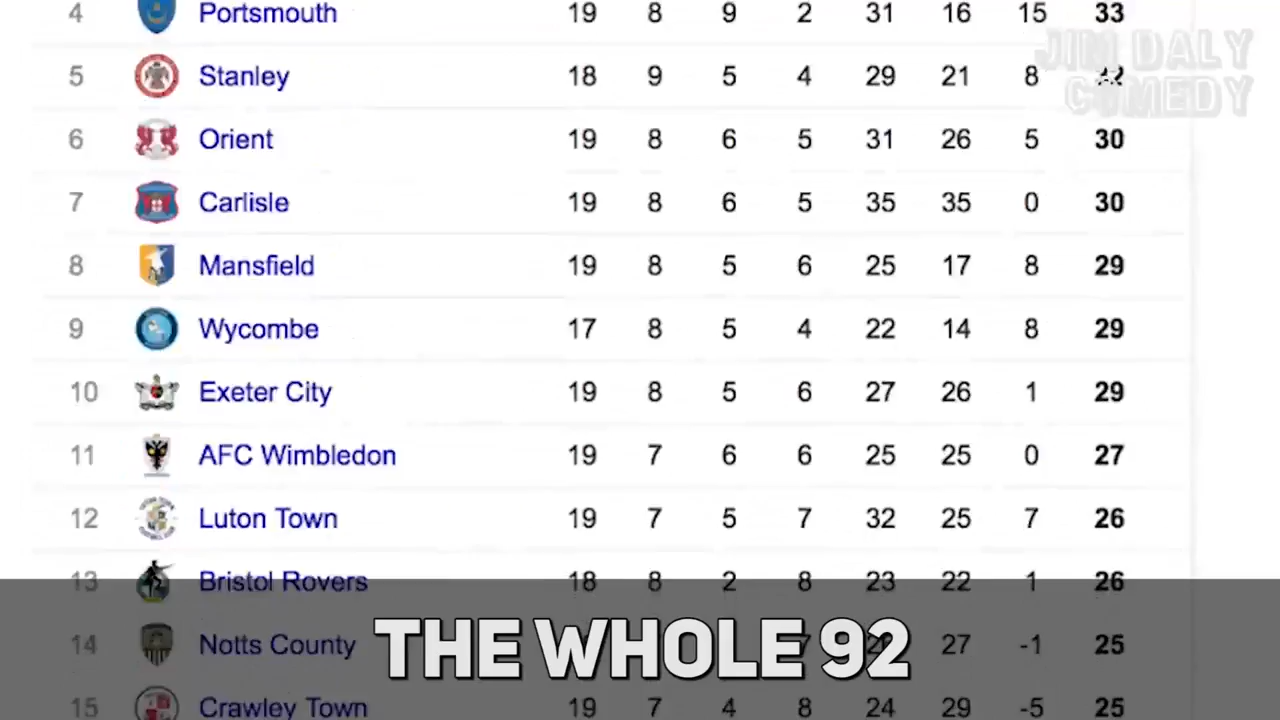 4 Portsmouth 19 8 9 2 31 16 15 33
JIM DALY
COMEDY
5 Stanley 18 9 5 4 29 21 8
6 Orient 19 8 6 5 31 26 5 30
7 Carlisle 19 8 6 5 35 35 0 30
8 Mansfield 19 8 5 6 25 17 8 29
9 Wycombe 17 8 5 4 22 14 8 29
10 Exeter City 19 8 5 6 27 26 1 29
11 AFC Wimbledon 19 7 6 6 25 25 0 27
12 Luton Town 19 7 5 7 32 25 7 26
13 Bristol Rovers 18 8 2 8 23 22 1 26
14 Notts County 27 -1 25
THE WHOLE 92
15 Crawley Town 19 7 4 8 24 29 -5 25